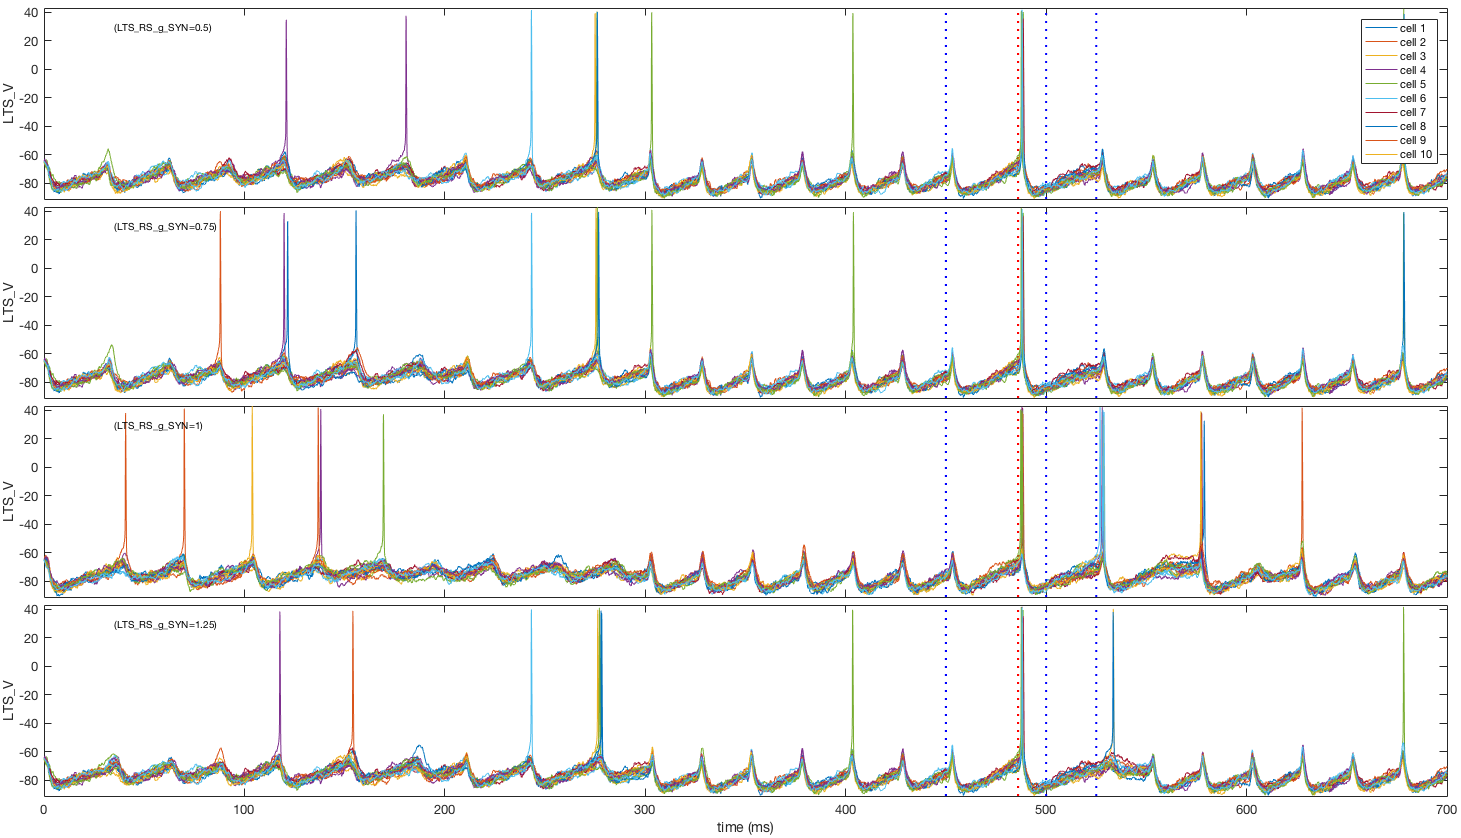 40
20
0
-20
-40
-60
-80
LTS_V
(LTS_RS_g_SYN=0.5)
cell 1
cell 2
cell 3
cell 4
cell 5
cell 6
cell 7
cell 8
cell 9
cell 10
40
20
0
-20
-40
-60
-80
LTS_V
(LTS_RS_g_SYN=0.75)
40
20
0
-20
-40
-60
-80
LTS_V
(LTS_RS_g_SYN=1)
40
20
0
-20
-40
-60
-80
LTS_V
(LTS_RS_g_SYN=1.25)
0 100 200 300 400 500 600 700
time (ms)